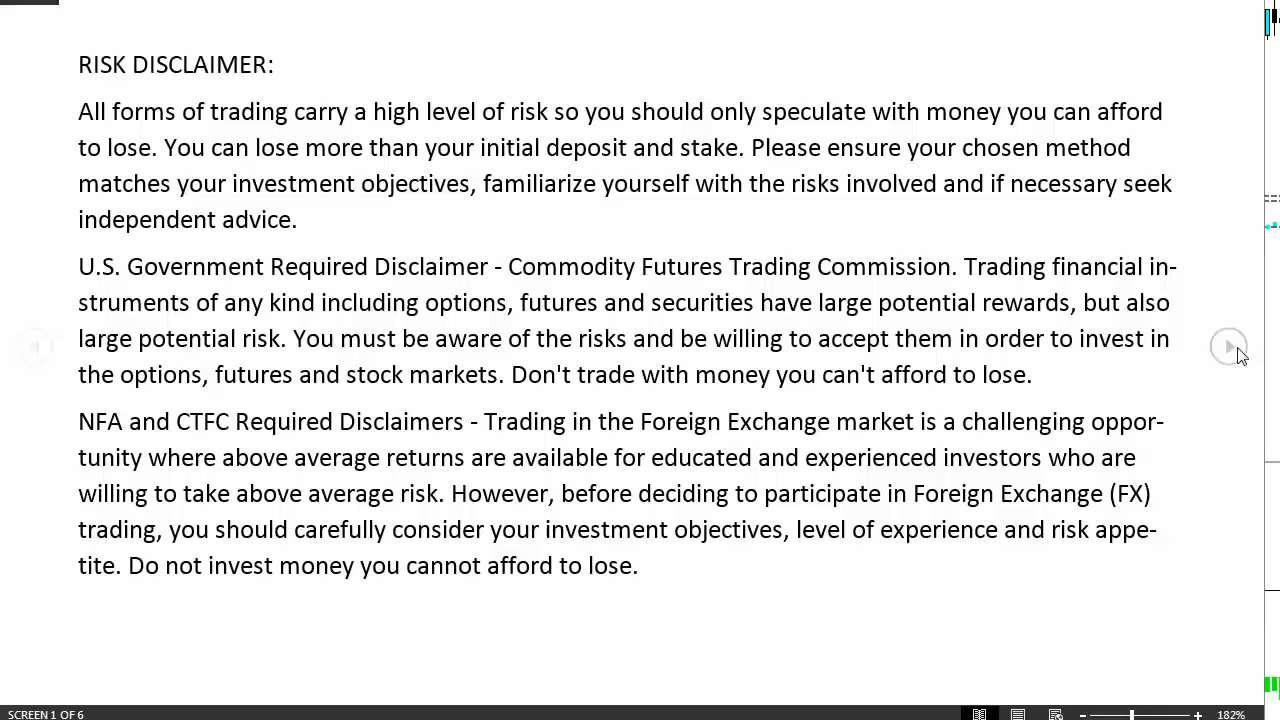 RISK DISCLAIMER:
All forms of trading carry a high level of risk so you should only speculate with money you can afford
to lose. You can lose more than your initial deposit and stake. Please ensure your chosen method
matches your investment objectives, familiarize yourself with the risks involved and if necessary seek
independent advice.
U.S. Government Required Disclaimer - Commodity Futures Trading Commission. Trading financial in-
struments of any kind including options, futures and securities have large potential rewards, but also
large potential risk. You must be aware of the risks and be willing to accept them in order to invest in
the options, futures and stock markets. Don't trade with money you can't afford to lose.
NFA and CTFC Required Disclaimers - Trading in the Foreign Exchange market is a challenging oppor-
tunity where above average returns are available for educated and experienced investors who are
willing to take above average risk. However, before deciding to participate in Foreign Exchange (FX)
trading, you should carefully consider your investment objectives, level of experience and risk appe-
tite. Do not invest money you cannot afford to lose.
SCREEN 1 OF 6
182%